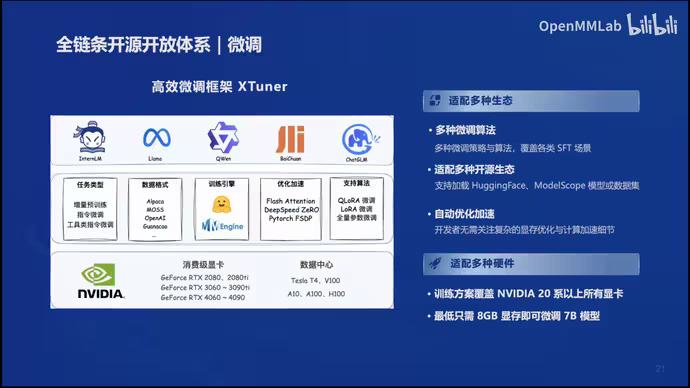 OpenMMLab bilibili
全链条开源开放体系 | 微调
高效微调框架 XTuner
InternLM
Llama
QWen
BaiChuan
ChatGLM
任务类型
增量预训练
指令微调
工具类指令微调
数据格式
Alpaca
MOSS
OpenAI
Guanacao
...
训练引擎
MMEngine
优化加速
Flash Attention
DeepSpeed ZeRO
Pytorch FSDP
支持算法
QLoRA 微调
LoRA 微调
全量参数微调
NVIDIA.
消费级显卡
GeForce RTX 2080、2080ti
GeForce RTX 3060 ~ 3090ti
GeForce RTX 4060 ~ 4090
数据中心
Tesla T4、V100
A10、A100、H100
适配多种生态
• 多种微调算法
多种微调策略与算法，覆盖各类 SFT 场景
• 适配多种开源生态
支持加载 HuggingFace、ModelScope 模型或数据集
• 自动优化加速
开发者无需关注复杂的显存优化与计算加速细节
适配多种硬件
• 训练方案覆盖 NVIDIA 20 系以上所有显卡
• 最低只需 8GB 显存即可微调 7B 模型
21